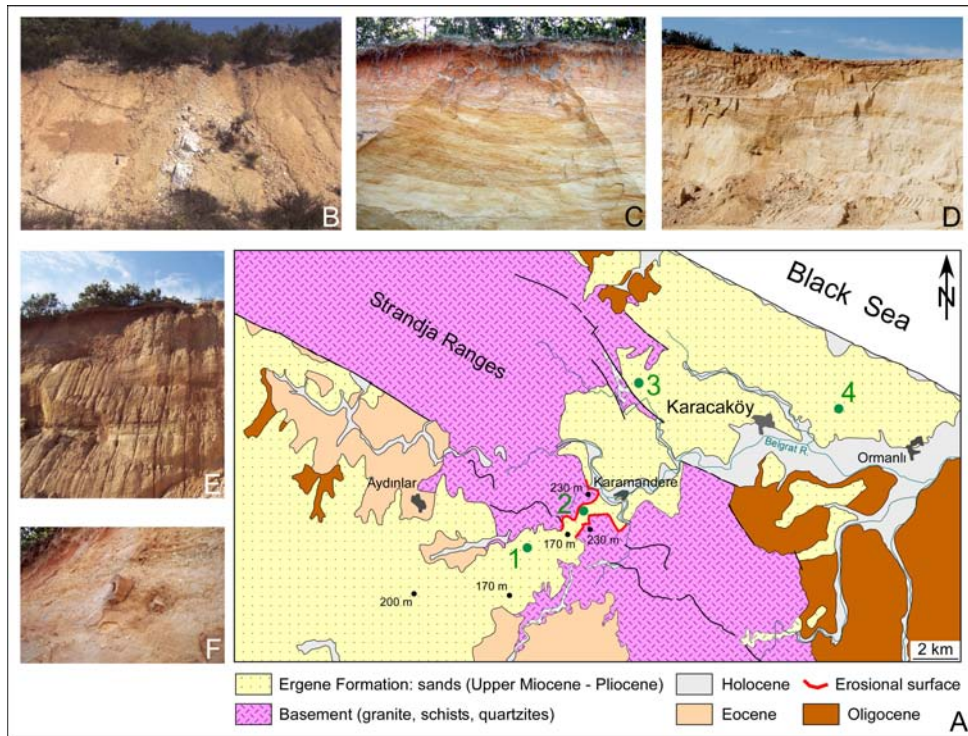 B
C
D
E
F
Black Sea
N
Strandja Ranges
3
4
Karacaköy
Belgrat R.
Ormanlı
Aydınlar
230 m
Karamandere
2
170 m
230 m
1
200 m
170 m
2 km
Ergene Formation: sands (Upper Miocene - Pliocene)
Holocene
Erosional surface
Basement (granite, schists, quartzites)
Eocene
Oligocene
A